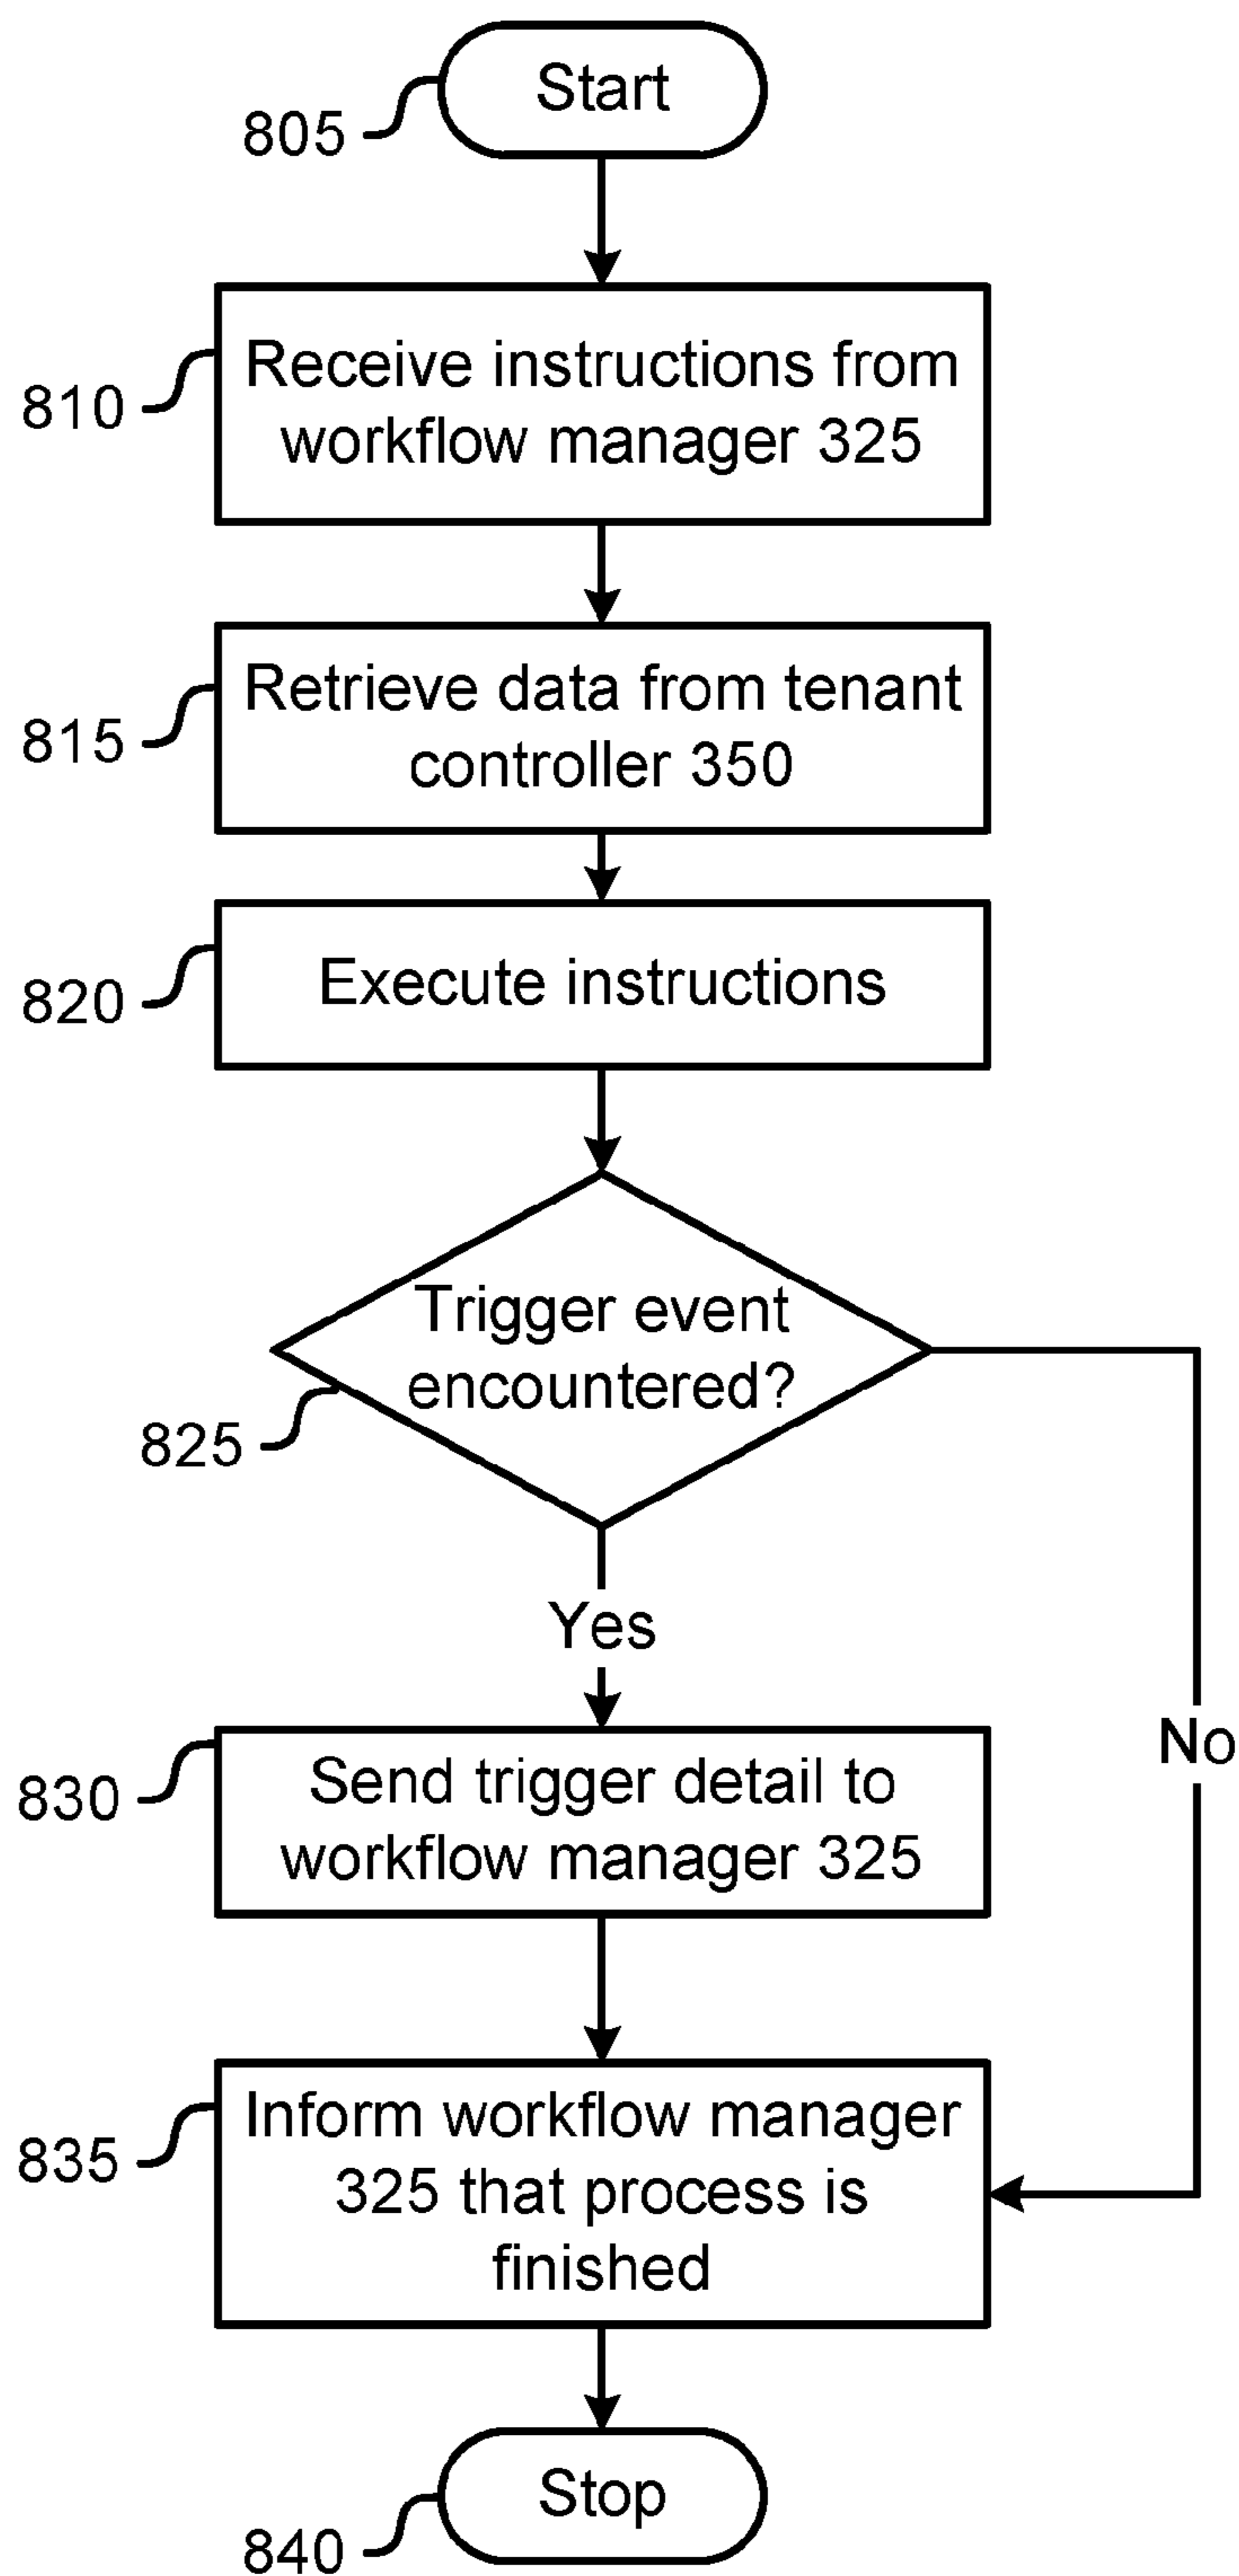 Start
805
Receive instructions from
workflow manager 325
810
Retrieve data from tenant
controller 350
815
Execute instructions
820
Trigger event
encountered?
825
Yes
No
Send trigger detail to
workflow manager 325
830
Inform workflow manager
325 that process is
finished
835
Stop
840